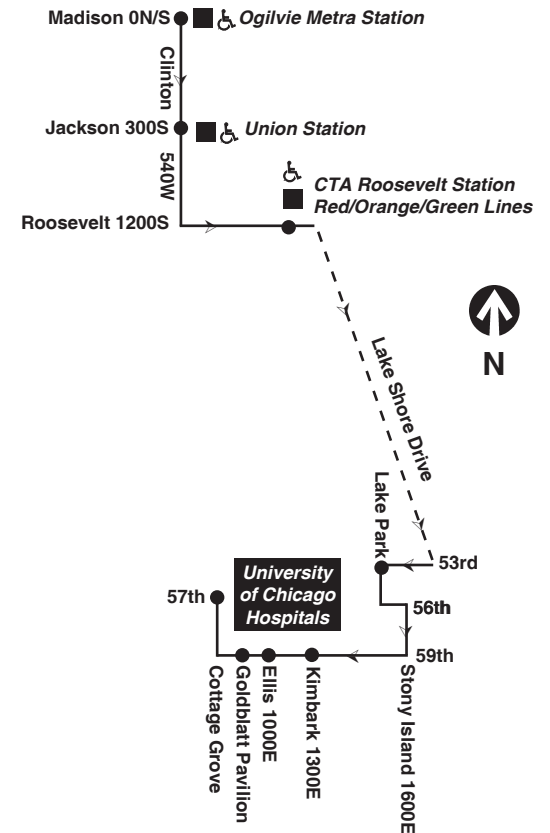 Madison 0N/S
Ogilvie Metra Station
Clinton
Jackson 300S
Union Station
540W
CTA Roosevelt Station
Red/Orange/Green Lines
Roosevelt 1200S
N
Lake Shore Drive
Lake Park
53rd
University
of Chicago
Hospitals
57th
56th
59th
Cottage Grove
Goldblatt Pavilion
Ellis 1000E
Kimbark 1300E
Stony Island 1600E